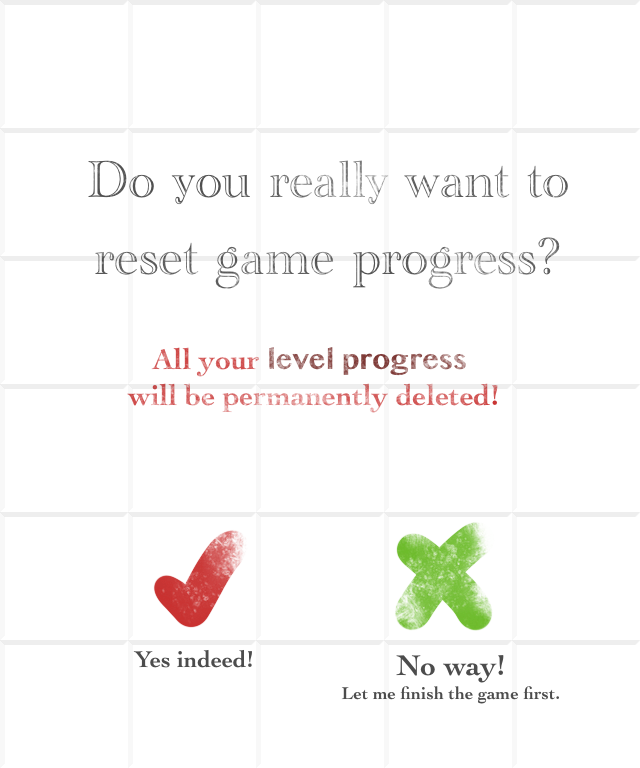 Do you really want to
reset game progress?
All your level progress
will be permanently deleted!
Yes indeed!
No way!
Let me finish the game first.